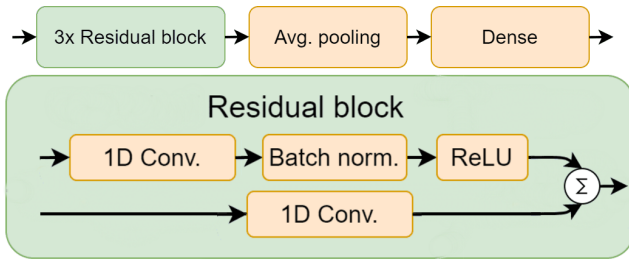 3x Residual block
Avg. pooling
Dense
Residual block
1D Conv.
Batch norm.
ReLU
Σ
1D Conv.